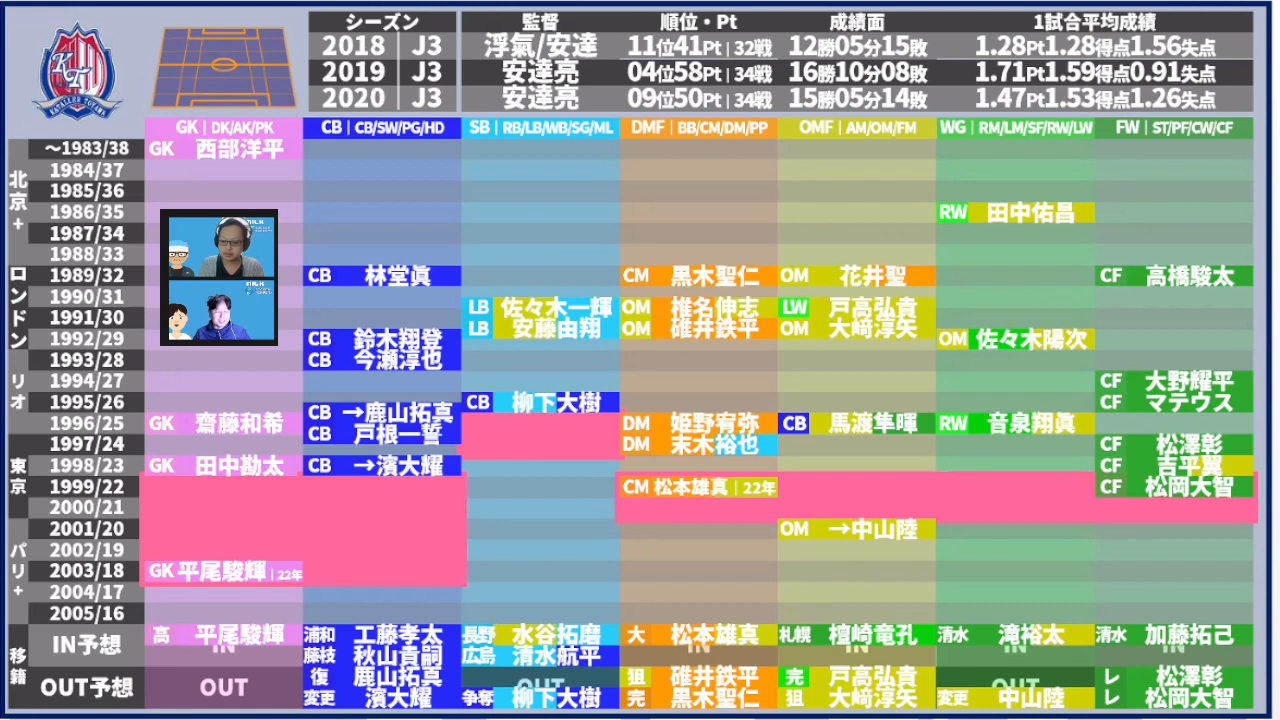 シーズン 監督 順位・Pt 成績面 1試合平均成績
2018 J3 浮氣/安達 11位41Pt | 32戦 12勝05分15敗 1.28Pt1.28得点1.56失点
2019 J3 安達亮 04位58Pt | 34戦 16勝10分08敗 1.71Pt1.59得点0.91失点
2020 J3 安達亮 09位50Pt | 34戦 15勝05分14敗 1.47Pt1.53得点1.26失点
KATALLER TOYAMA
GK | DK/AK/PK CB | CB/SW/PG/HD SB | RB/LB/WB/SG/ML DMF | BB/CM/DM/PP OMF | AM/OM/FM WG | RM/LM/SF/RW/LW FW | ST/PF/CW/CF
北京+
～1983/38 GK 西部洋平
1984/37
1985/36
1986/35 RW 田中佑昌
1987/34
1988/33
ロンドン
1989/32 CB 林堂眞 CM 黒木聖仁 OM 花井聖 CF 高橋駿太
1990/31 LB 佐々木一輝 OM 椎名伸志 LW 戸高弘貴
1991/30 LB 安藤由翔 OM 碓井鉄平 OM 大﨑淳矢
1992/29 CB 鈴木翔登 OM 佐々木陽次
1993/28 CB 今瀬淳也
リオ
1994/27 CF 大野耀平
1995/26 CB →鹿山拓真 CB 柳下大樹 CF マテウス
1996/25 GK 齋藤和希 CB 戸根一誓 DM 姫野宥弥 CB 馬渡隼暉 RW 音泉翔眞
1997/24 DM 末木裕也 CF 松澤彰
東京
1998/23 GK 田中勘太 CB →濱大耀 CF 吉平翼
1999/22 CM 松本雄真 | 22年 CF 松岡大智
2000/21
パリ+
2001/20 OM →中山陸
2002/19
2003/18 GK 平尾駿輝 | 22年
2004/17
2005/16
移籍
IN予想 高 平尾駿輝 浦和 工藤孝太 長野 水谷拓磨 大 松本雄真 札幌 檀崎竜孔 清水 滝裕太 清水 加藤拓己
藤枝 秋山貴嗣 広島 清水航平
OUT予想 OUT 復 鹿山拓真 狙 碓井鉄平 完 戸高弘貴 レ 松澤彰
変更 濱大耀 争奪 柳下大樹 完 黒木聖仁 狙 大﨑淳矢 変更 中山陸 レ 松岡大智